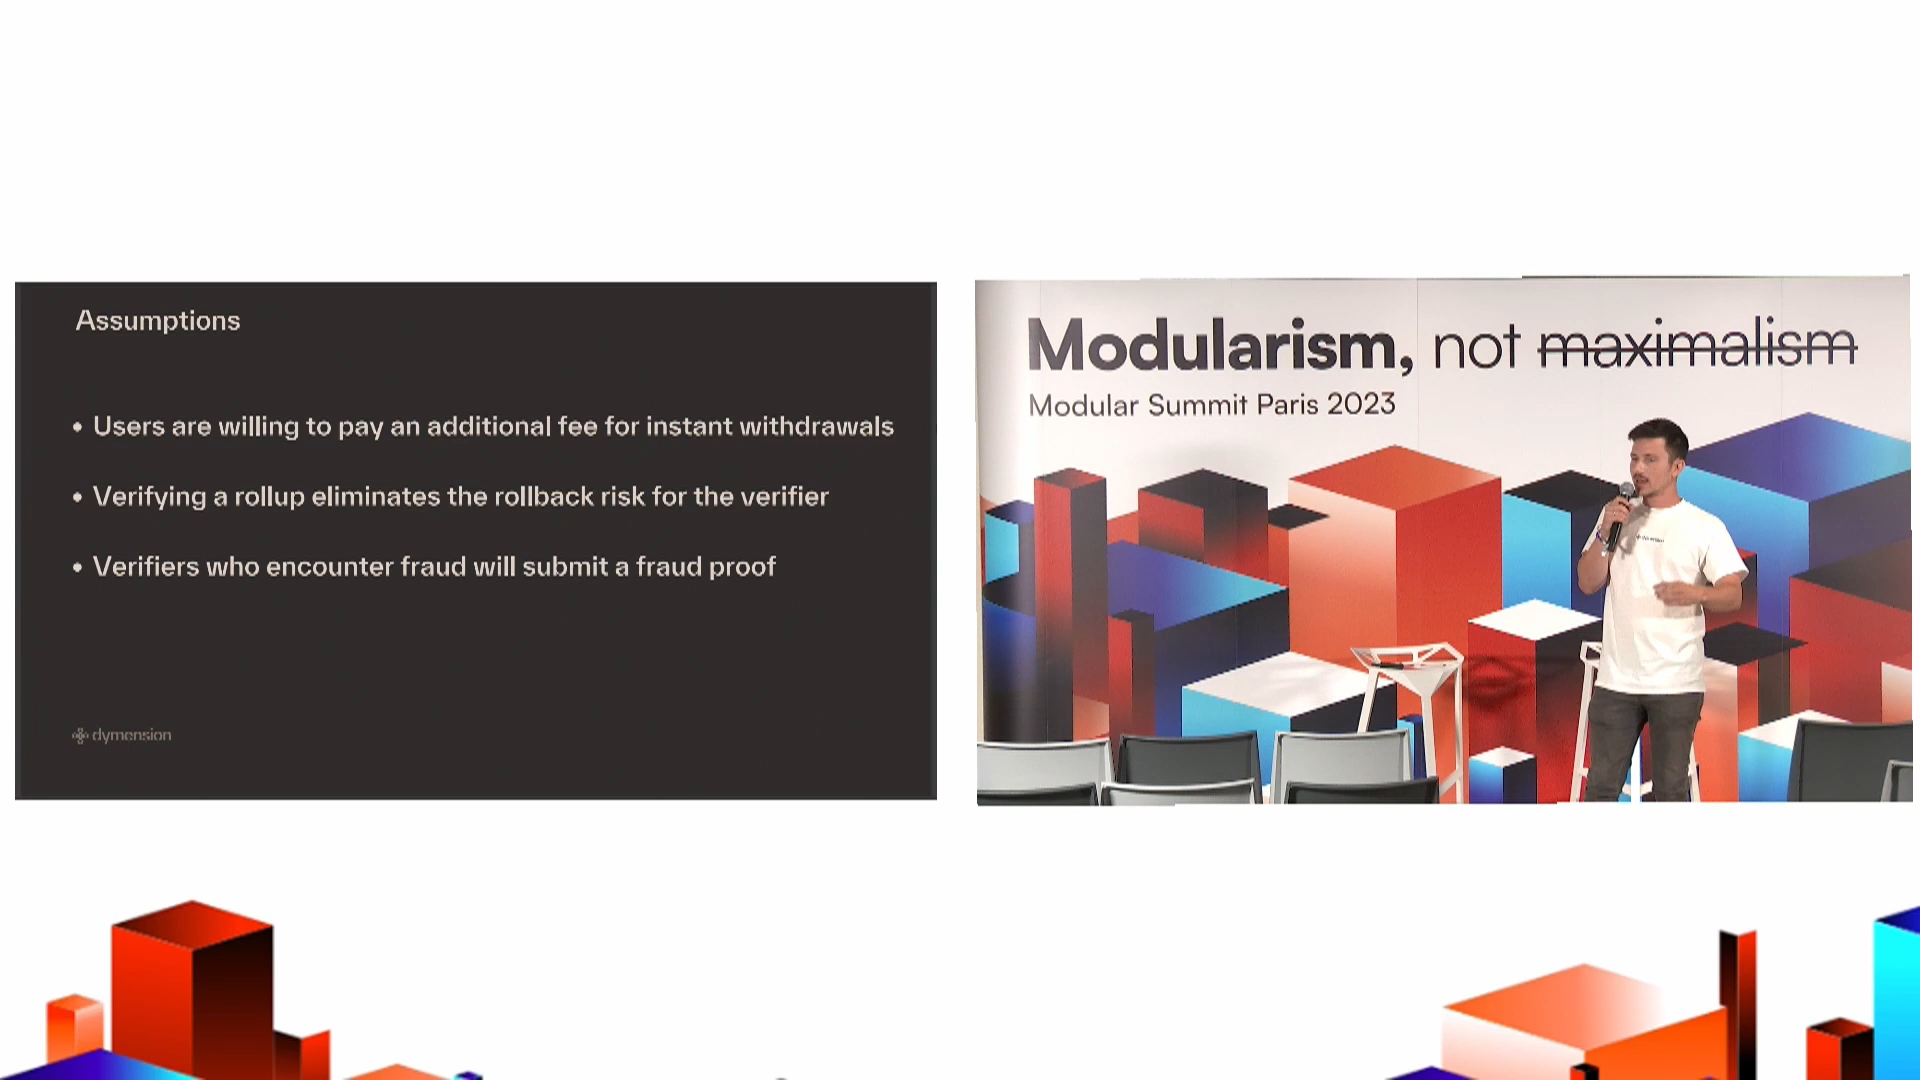 Assumptions
• Users are willing to pay an additional fee for instant withdrawals
• Verifying a rollup eliminates the rollback risk for the verifier
• Verifiers who encounter fraud will submit a fraud proof
dymension
Modularism, not maximalism
Modular Summit Paris 2023
dymension